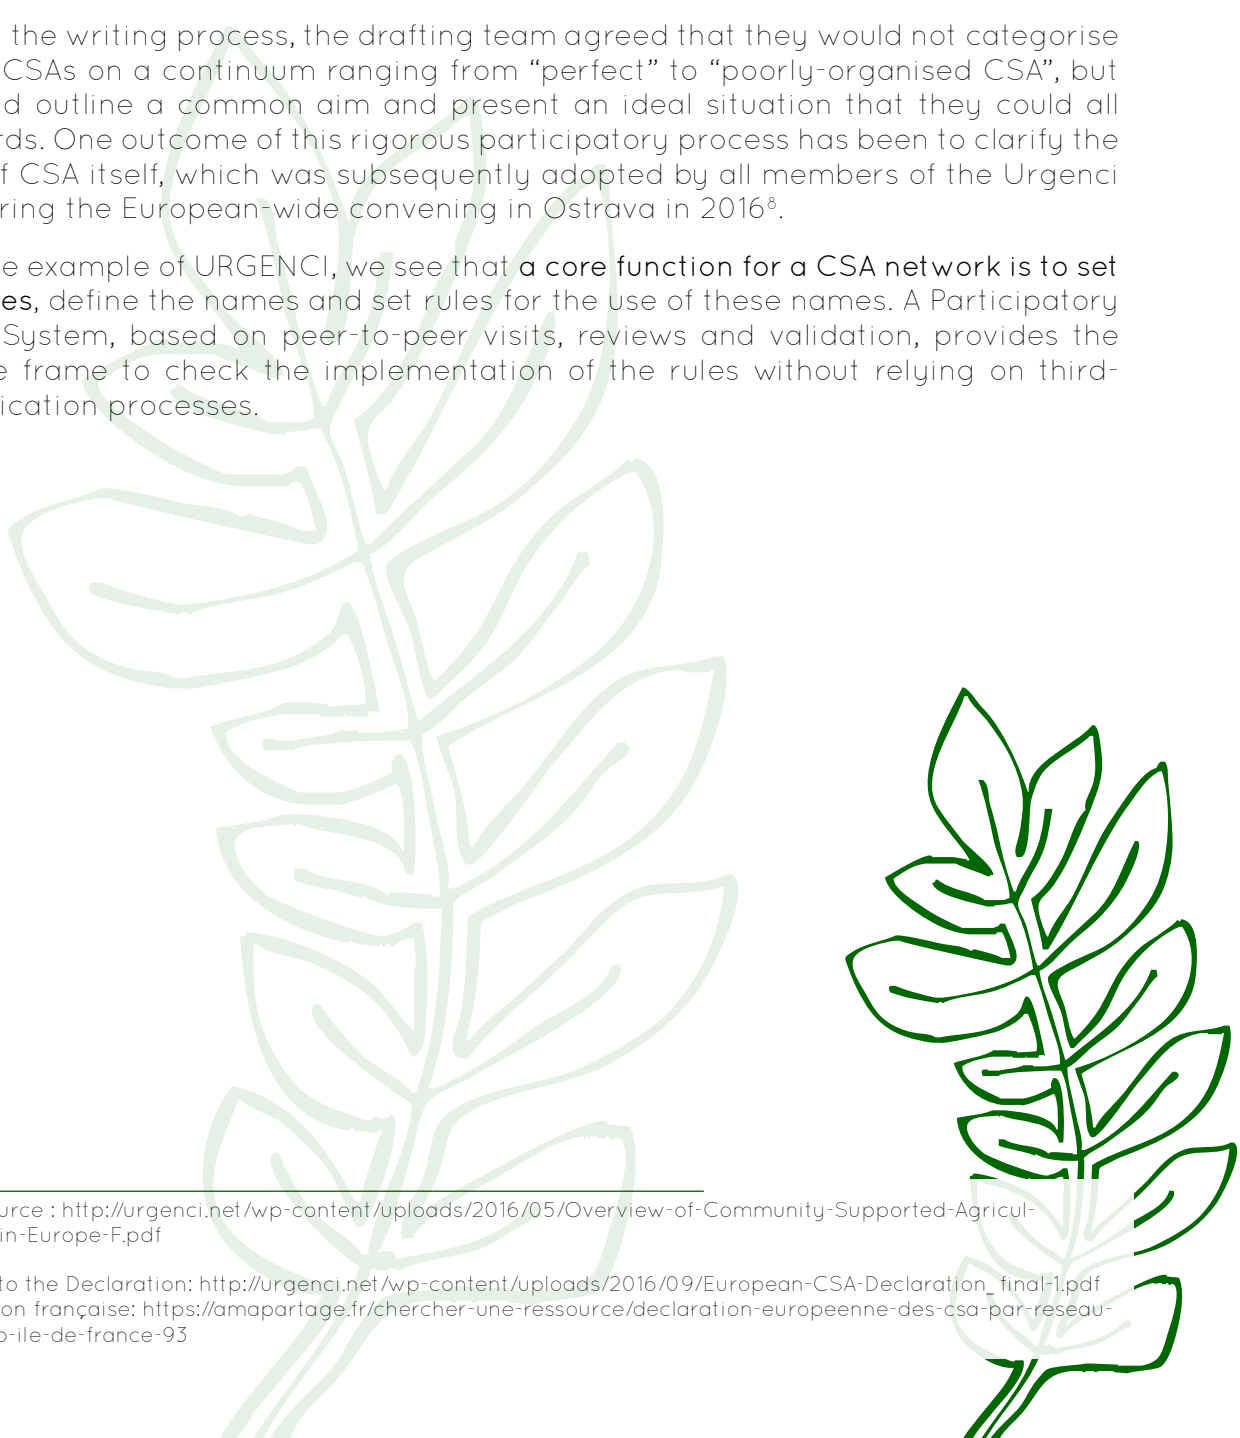 the writing process, the drafting team agreed that they would not categorise
CSAs on a continuum ranging from “perfect” to “poorly-organised CSA”, but
d outline a common aim and present an ideal situation that they could all
rds. One outcome of this rigorous participatory process has been to clarify the
f CSA itself, which was subsequently adopted by all members of the Urgenci
ring the European-wide convening in Ostrava in 2016⁸.
e example of URGENCI, we see that a core function for a CSA network is to set
es, define the names and set rules for the use of these names. A Participatory
System, based on peer-to-peer visits, reviews and validation, provides the
e frame to check the implementation of the rules without relying on third-
ication processes.
urce : http://urgenci.net/wp-content/uploads/2016/05/Overview-of-Community-Supported-Agricul-
in-Europe-F.pdf
to the Declaration: http://urgenci.net/wp-content/uploads/2016/09/European-CSA-Declaration_final-1.pdf
on française: https://amapartage.fr/chercher-une-ressource/declaration-europeenne-des-csa-par-reseau-
p-ile-de-france-93